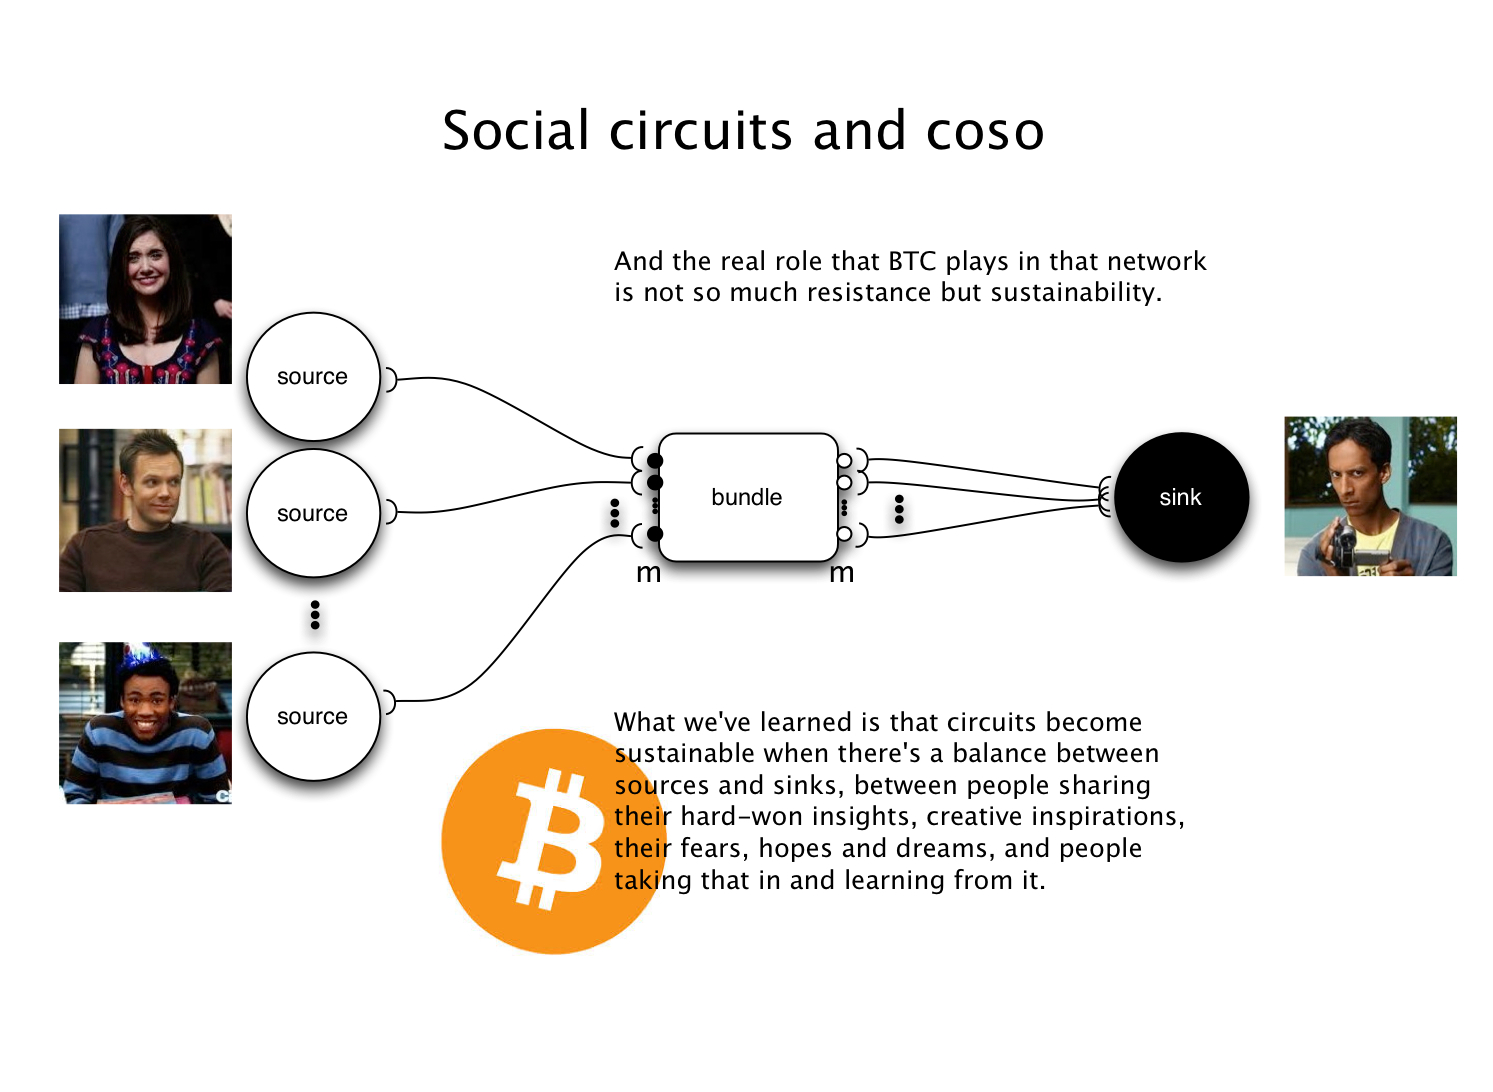 Social circuits and coso
And the real role that BTC plays in that network
is not so much resistance but sustainability.
source
source
source
bundle
m
m
sink
What we've learned is that circuits become
sustainable when there's a balance between
sources and sinks, between people sharing
their hard-won insights, creative inspirations,
their fears, hopes and dreams, and people
taking that in and learning from it.